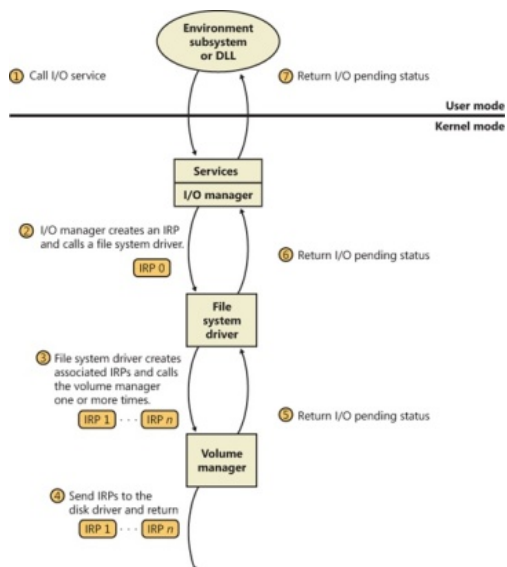 Environment
subsystem
or DLL
1 Call I/O service
7 Return I/O pending status
User mode
Kernel mode
Services
I/O manager
2 I/O manager creates an IRP
and calls a file system driver.
IRP 0
6 Return I/O pending status
File
system
driver
3 File system driver creates
associated IRPs and calls
the volume manager
one or more times.
IRP 1 · · · IRP n
5 Return I/O pending status
Volume
manager
4 Send IRPs to the
disk driver and return
IRP 1 · · · IRP n